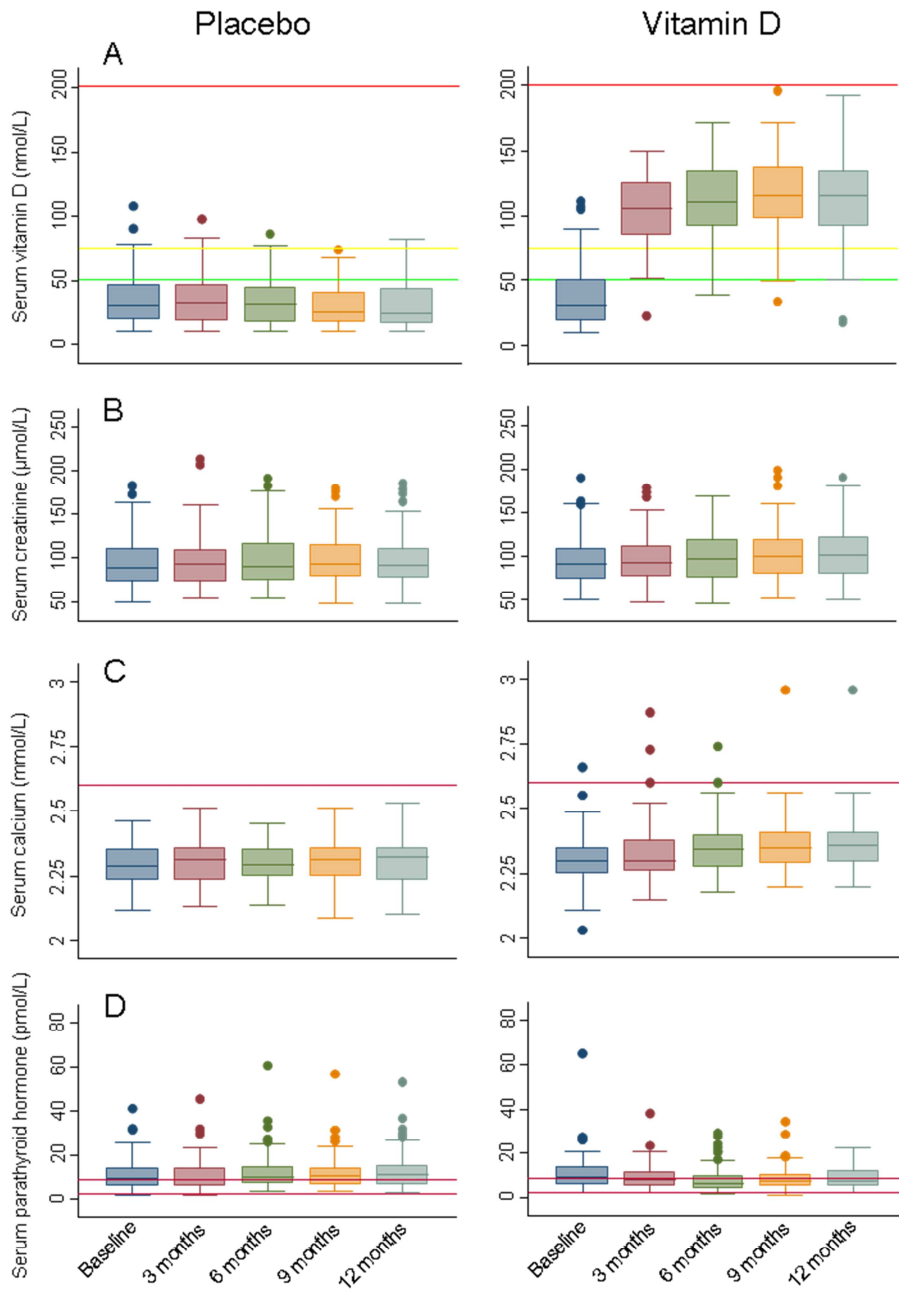 Placebo Vitamin D
A
Serum vitamin D (nmol/L)
200
150
100
50
0
200
150
100
50
0
B
Serum creatinine (µmol/L)
250
200
150
100
50
250
200
150
100
50
C
Serum calcium (mmol/L)
3
2.75
2.5
2.25
2
3
2.75
2.5
2.25
2
D
Serum parathyroid hormone (pmol/L)
80
60
40
20
0
80
60
40
20
0
Baseline
3 months
6 months
9 months
12 months
Baseline
3 months
6 months
9 months
12 months